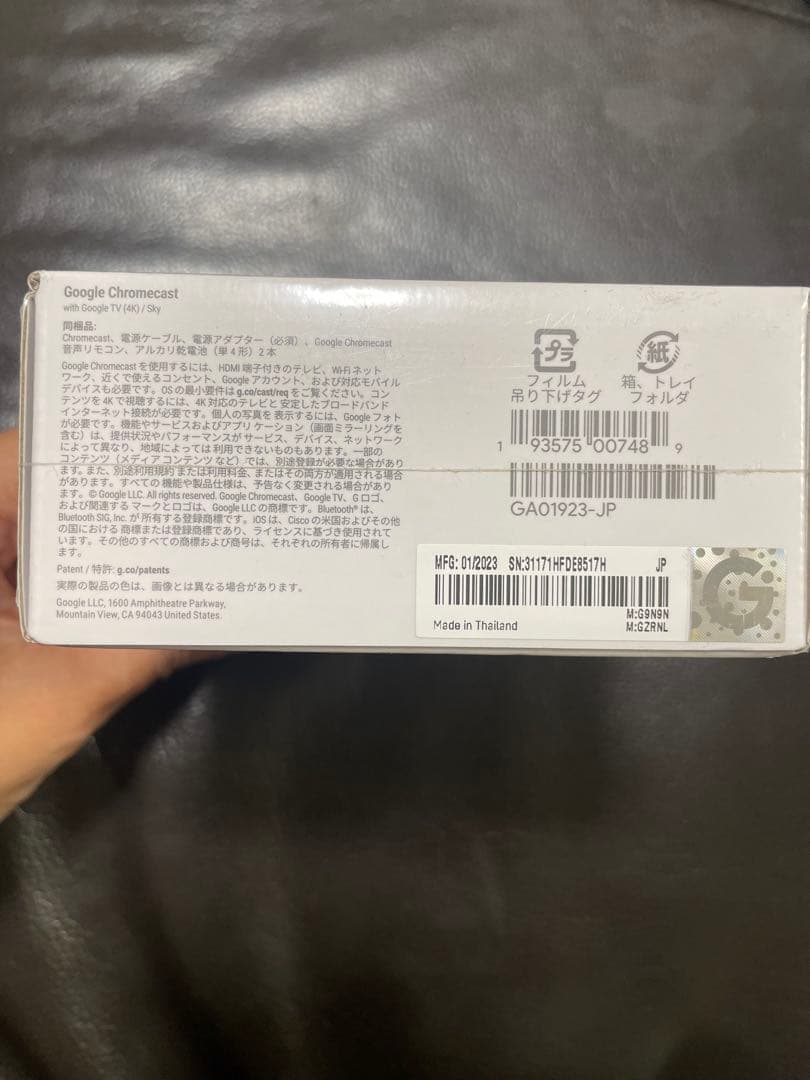 Google Chromecast
with Google TV (4K) / Sky
同梱品:
Chromecast、電源ケーブル、電源アダプター（必須）、Google Chromecast
音声リモコン、アルカリ乾電池（単4形）2本
Google Chromecast を使用するには、HDMI 端子付きのテレビ、Wi-Fi ネット
ワーク、近くで使えるコンセント、Google アカウント、および対応モバイル
デバイスも必要です。OS の最小要件は g.co/cast/req をご覧ください。コン
テンツを 4K で視聴するには、4K 対応のテレビと安定したブロードバンド
インターネット接続が必要です。個人の写真を表示するには、Google フォト
が必要です。機能やサービスおよびアプリケーション（画面ミラーリングを
含む）は、提供状況やパフォーマンスがサービス、デバイス、ネットワーク
によって異なり、地域によっては利用できないものもあります。一部の
コンテンツ（メディアコンテンツなど）では、別途登録が必要な場合があり
ます。また、別途利用規約または利用料金、またはその両方が適用される場合
があります。すべての機能や製品仕様は、予告なく変更される場合がありま
す。© Google LLC. All rights reserved. Google Chromecast、Google TV、G ロゴ、
および関連するマークとロゴは、Google LLC の商標です。Bluetooth® は、
Bluetooth SIG, Inc. が所有する登録商標です。iOS は、Cisco の米国およびその他
の国における商標または登録商標であり、ライセンスに基づき使用されて
います。その他のすべての商標および商号は、それぞれの所有者に帰属し
ます。
Patent / 特許: g.co/patents
実際の製品の色は、画像とは異なる場合があります。
Google LLC, 1600 Amphitheatre Parkway,
Mountain View, CA 94043 United States.
プラ
フィルム
吊り下げタグ
紙
箱、トレイ
フォルダ
1 93575 00748 9
GA01923-JP
MFG: 01/2023 SN:31171HFDE8517H JP
M:G9N9N
Made in Thailand
M:GZRNL
G